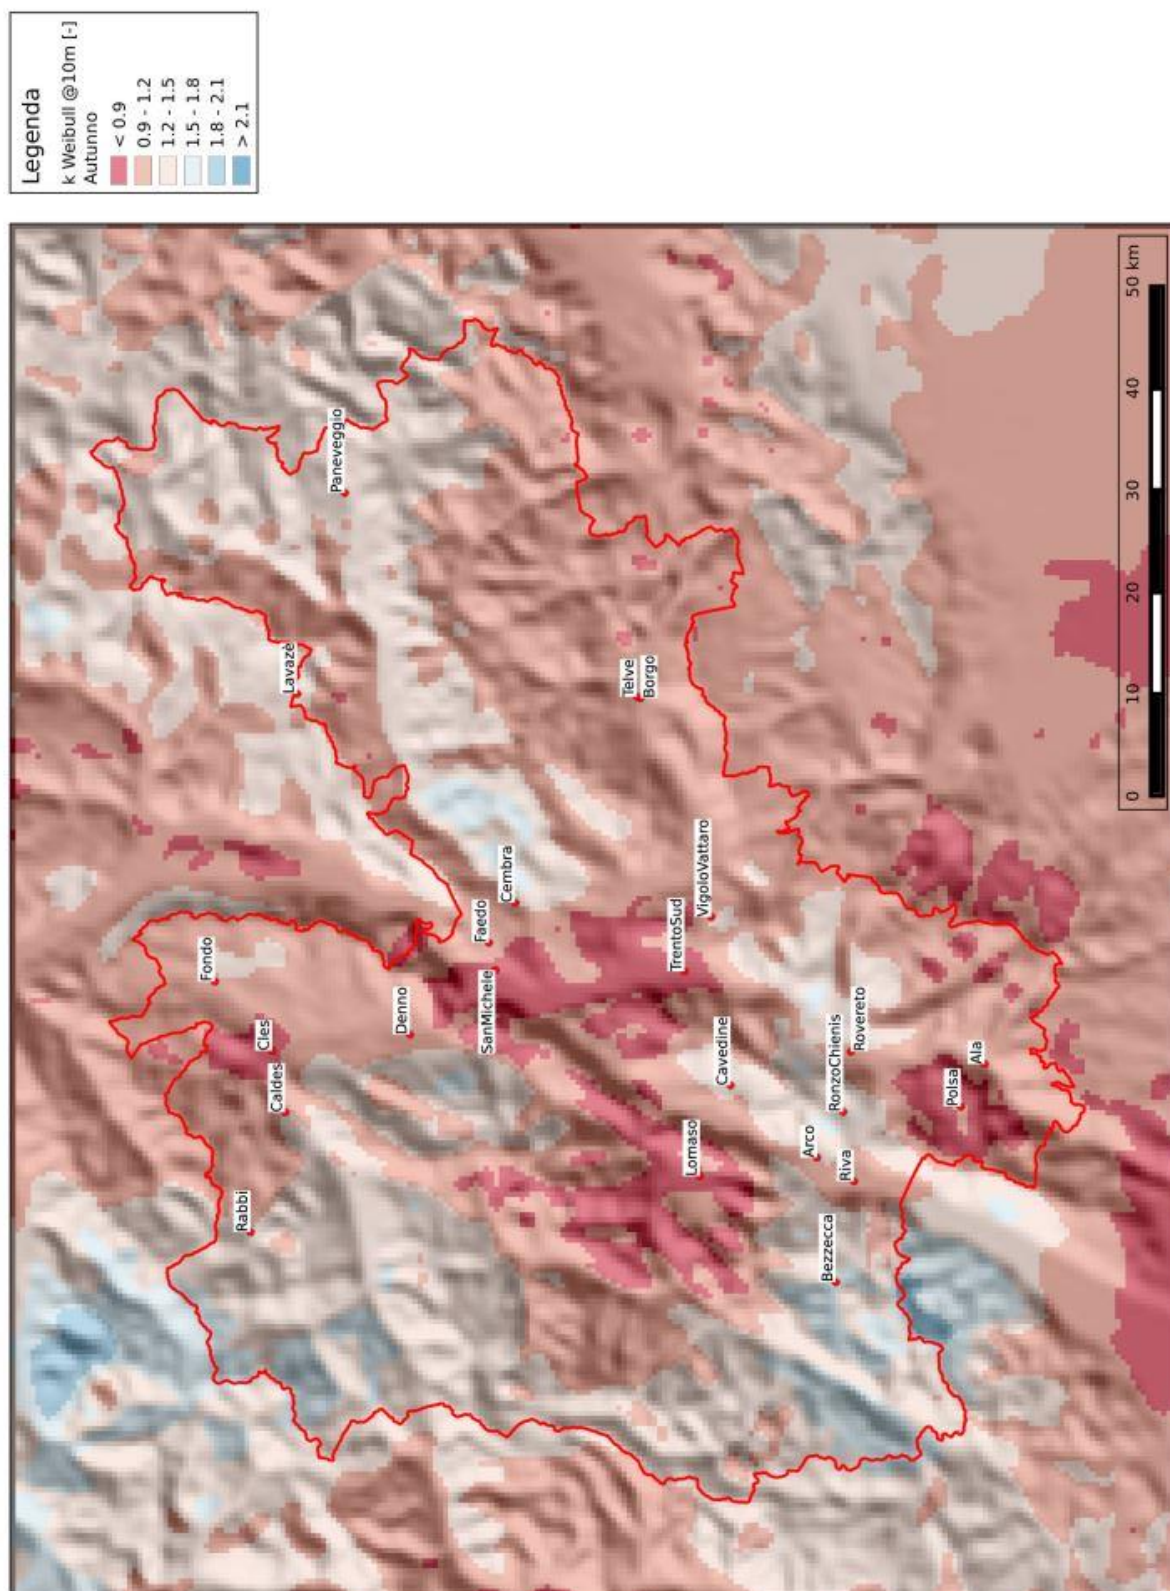 Legenda
k Weibull @10m [-]
Autunno
< 0.9
0.9 - 1.2
1.2 - 1.5
1.5 - 1.8
1.8 - 2.1
> 2.1
Rabbi
Caldes
Cles
Fondo
Denno
SanMichele
Faedo
Cembra
Lavazè
Paneveggio
Telve
Borgo
TrentoSud
VigoloVattaro
Lomaso
Cavedine
Bezzecca
Riva
Arco
RonzoChienis
Rovereto
Polsa
Ala
0 10 20 30 40 50 km